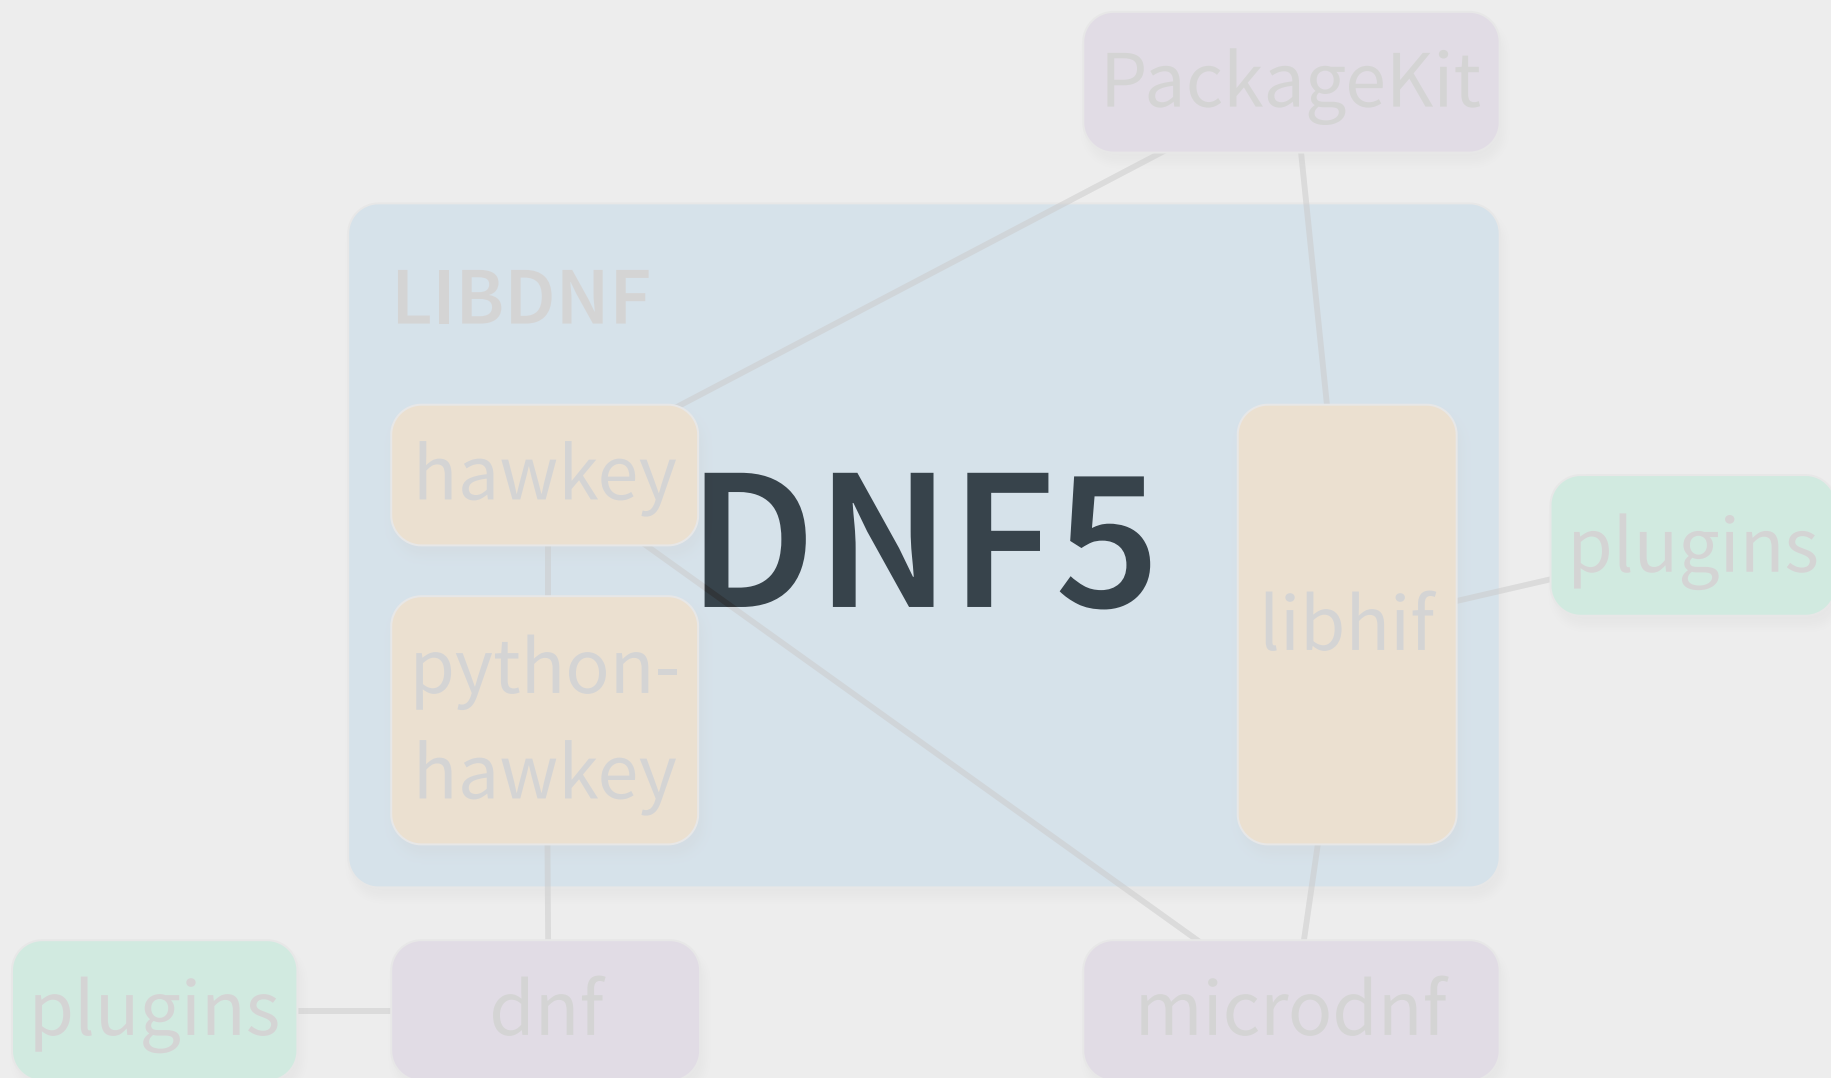 PackageKit
LIBDNF
hawkey
DNF5
plugins
libhif
python-
hawkey
plugins
dnf
microdnf